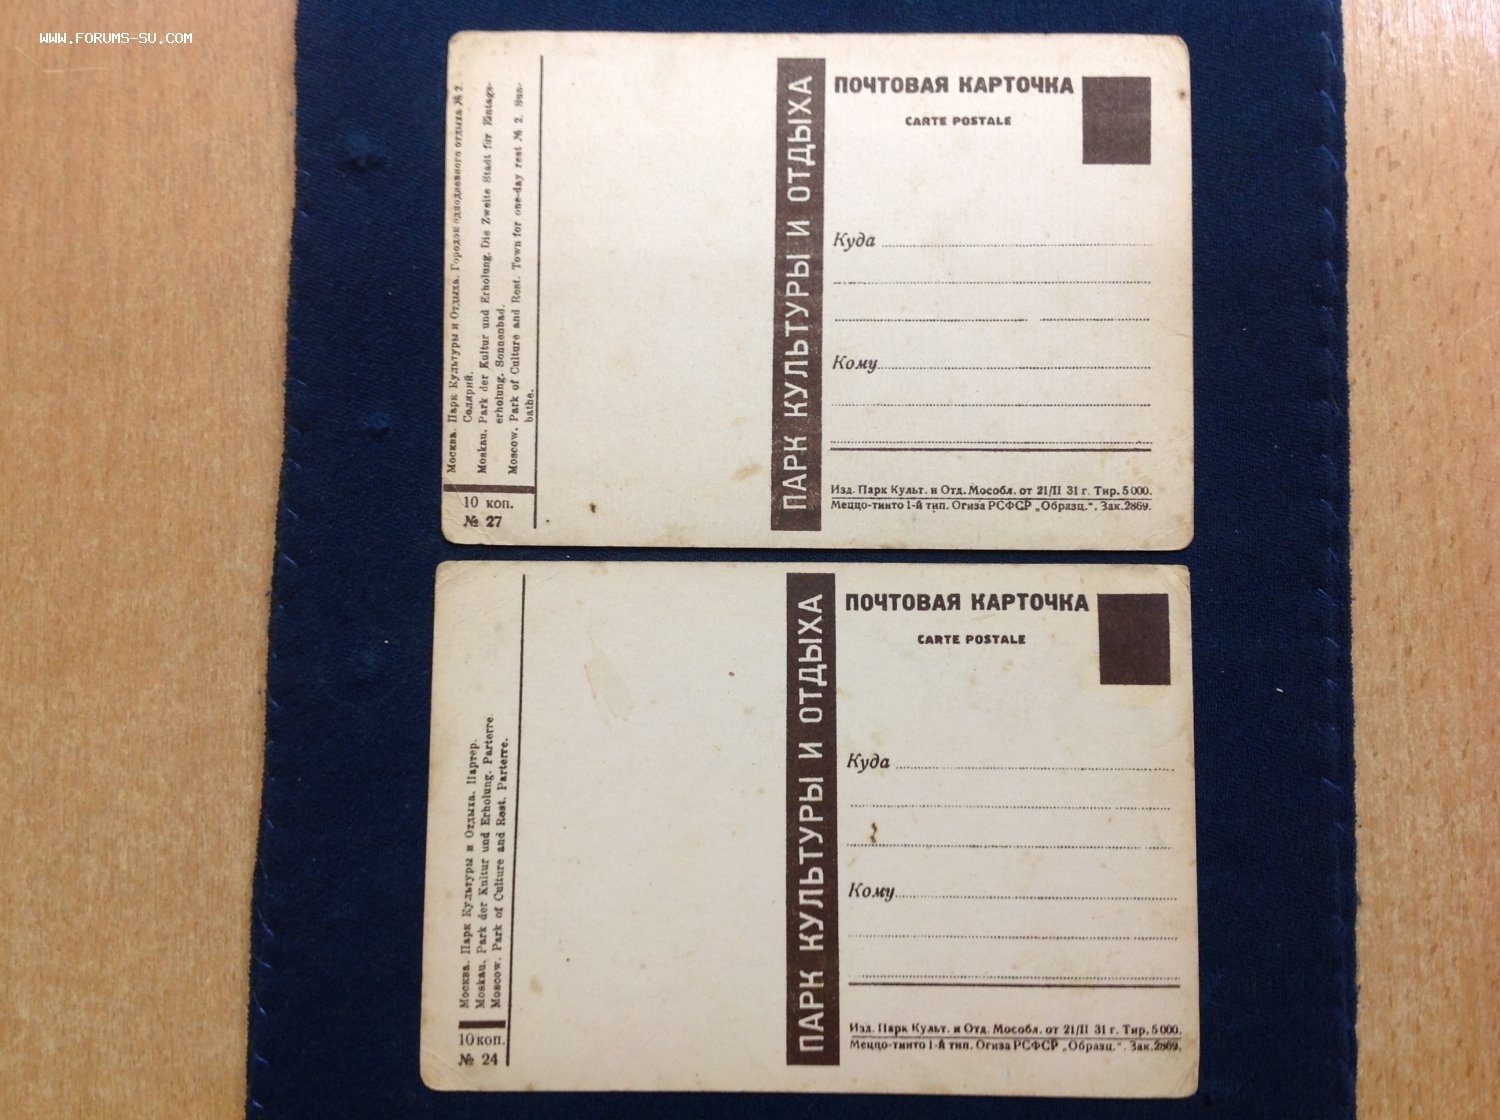 WWW.FORUMS-SU.COM
Москва. Парк Культуры и Отдыха. Городок однодневного отдыха № 2
Солярий.
Moskau. Park der Kultur und Erholung. Die Zweite Stadt für Eintags-
erholung. Sonnenbad.
Moscow. Park of Culture and Rest. Town for one-day rest № 2. Sun-
bathe.
10 коп.
№ 27
ПАРК КУЛЬТУРЫ И ОТДЫХА
ПОЧТОВАЯ КАРТОЧКА
CARTE POSTALE
Куда
Кому
Изд. Парк Культ. и Отд. Мособл. от 21/II 31 г. Тир. 5000.
Меццо-тинто 1-й тип. Огиза РСФСР „Образц.“. Зак. 2869.
Москва. Парк Культуры и Отдыха. Партер.
Moskau. Park der Kultur und Erholung. Parterre.
Moscow. Park of Culture and Rest. Parterre.
10 коп.
№ 24
ПАРК КУЛЬТУРЫ И ОТДЫХА
ПОЧТОВАЯ КАРТОЧКА
CARTE POSTALE
Куда
Кому
Изд. Парк Культ. и Отд. Мособл. от 21/II 31 г. Тир. 5000.
Меццо-тинто 1-й тип. Огиза РСФСР „Образц.“. Зак. 2869.